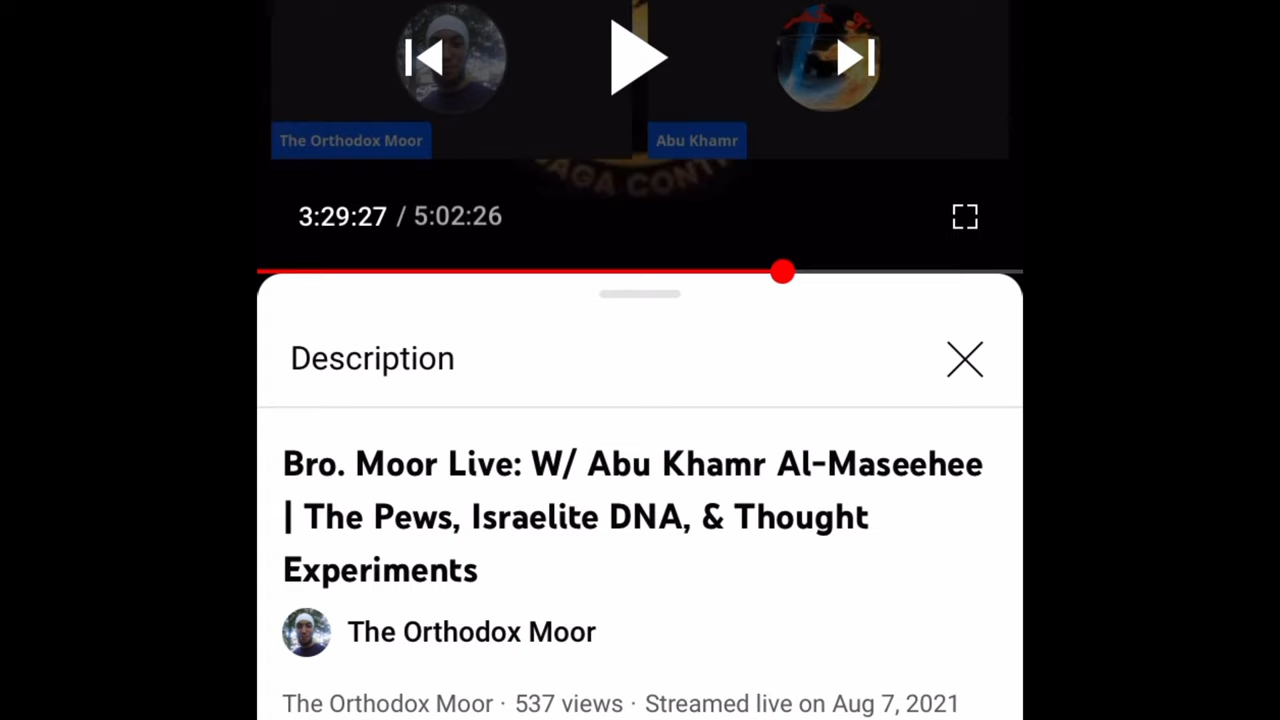 The Orthodox Moor
Abu Khamr
AGA CONT
3:29:27 / 5:02:26
Description
Bro. Moor Live: W/ Abu Khamr Al-Maseehee
| The Pews, Israelite DNA, & Thought
Experiments
The Orthodox Moor
The Orthodox Moor · 537 views · Streamed live on Aug 7, 2021